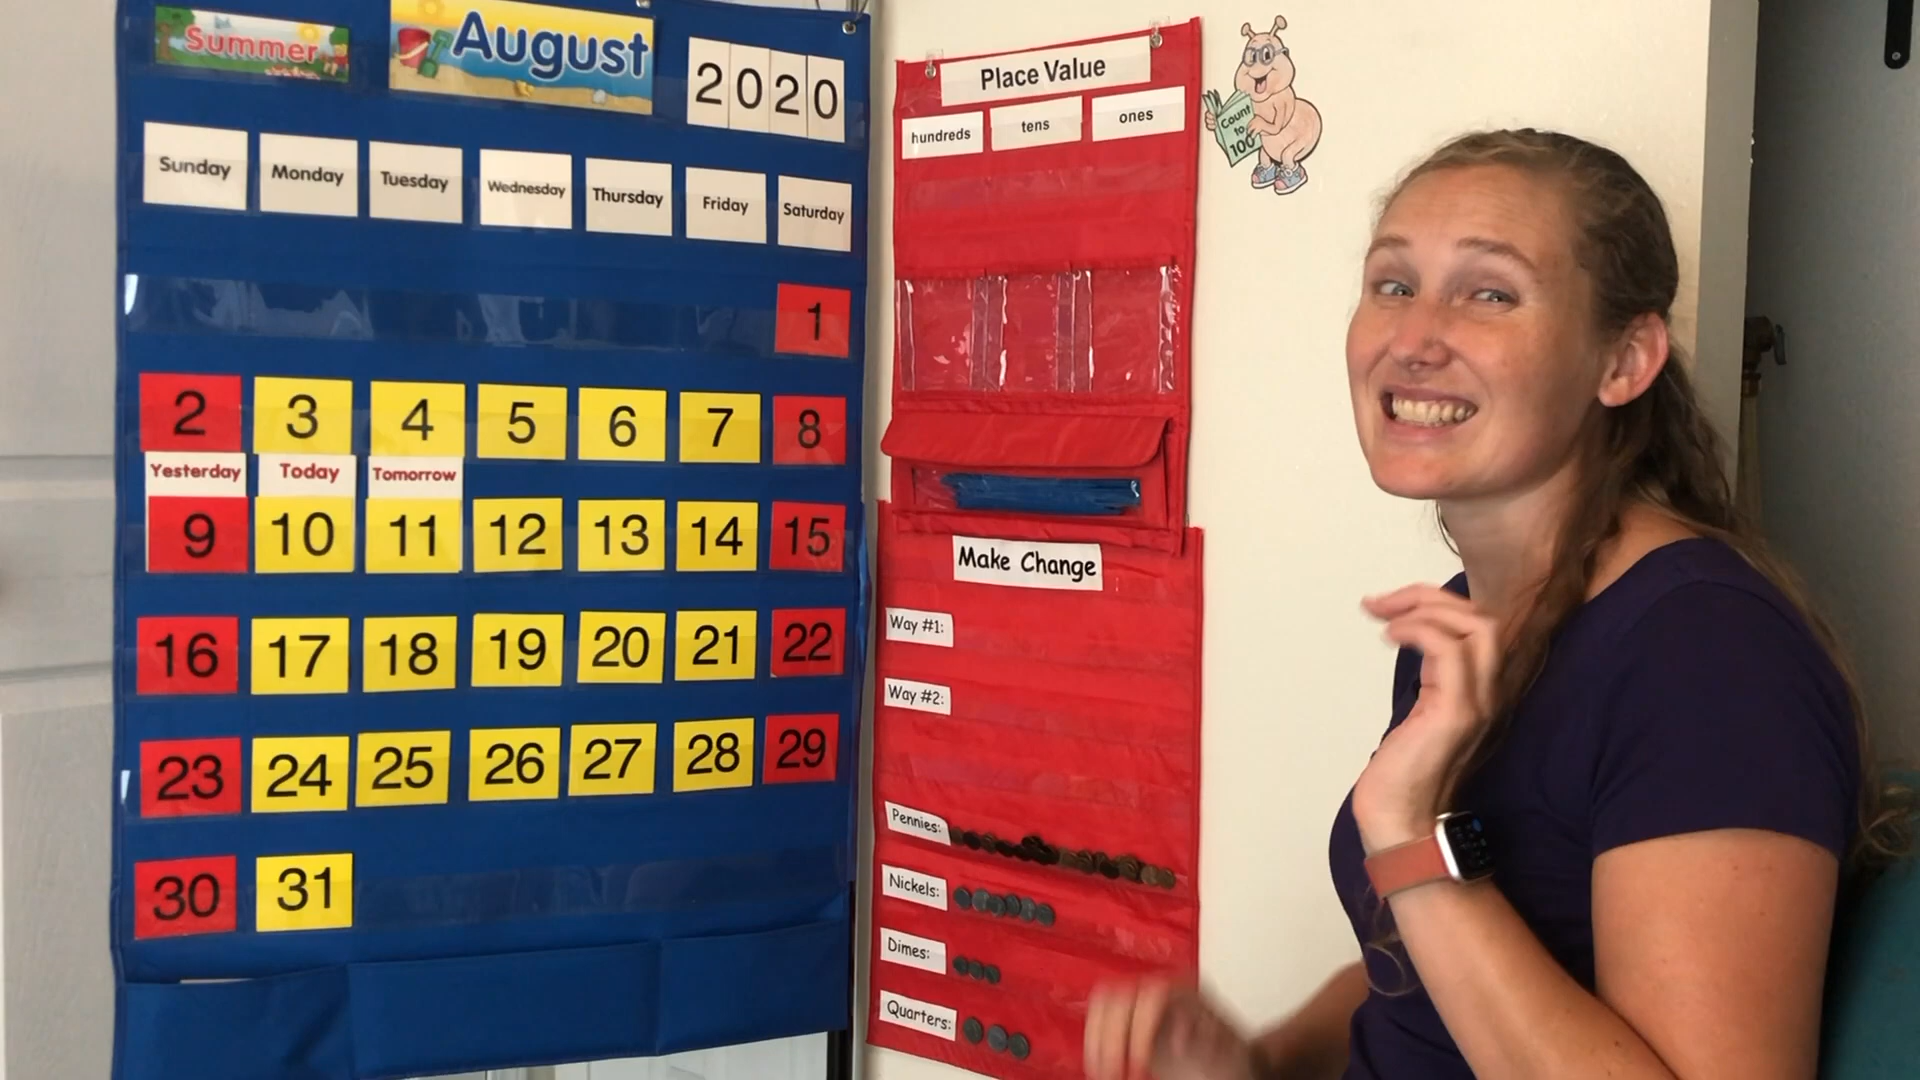 Summer
August
2020
Sunday Monday Tuesday Wednesday Thursday Friday Saturday
1
2 3 4 5 6 7 8
Yesterday Today Tomorrow
9 10 11 12 13 14 15
16 17 18 19 20 21 22
23 24 25 26 27 28 29
30 31
Place Value
hundreds tens ones
Count
to
100
Make Change
Way #1:
Way #2:
Pennies:
Nickels:
Dimes:
Quarters: